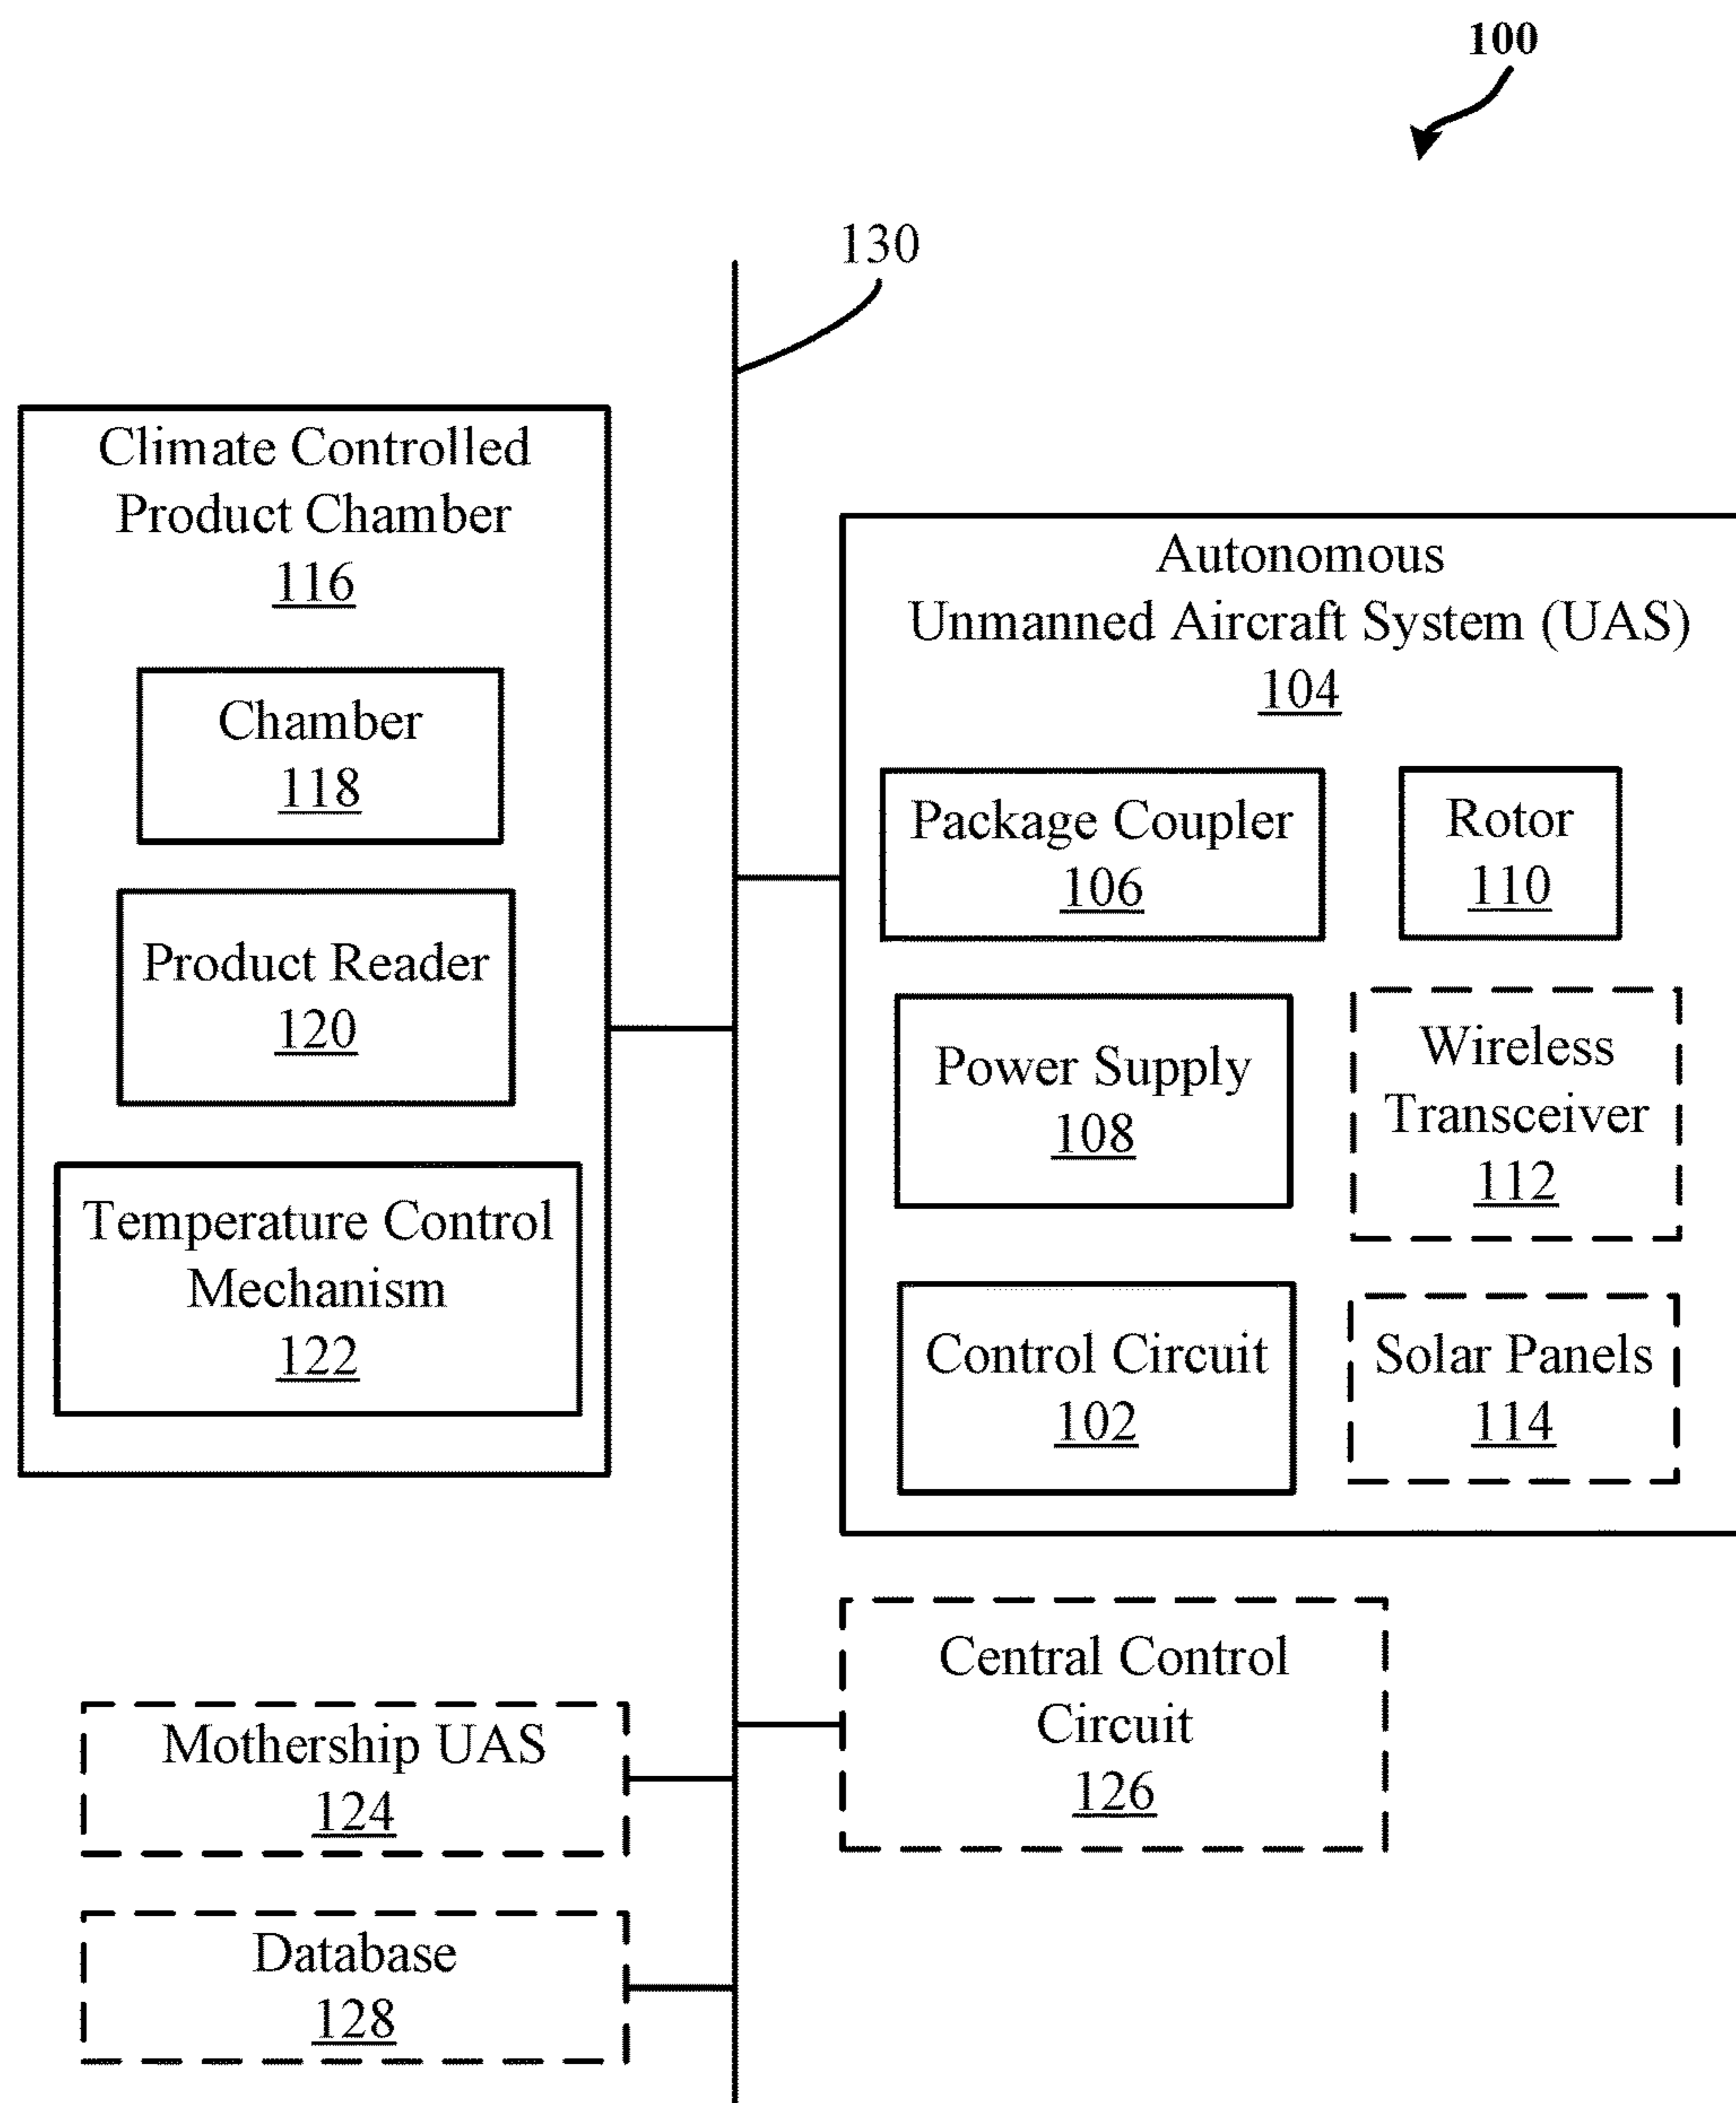 100
130
Climate Controlled
Product Chamber
116
Chamber
118
Product Reader
120
Temperature Control
Mechanism
122
Autonomous
Unmanned Aircraft System (UAS)
104
Package Coupler
106
Rotor
110
Power Supply
108
Wireless
Transceiver
112
Control Circuit
102
Solar Panels
114
Mothership UAS
124
Central Control
Circuit
126
Database
128